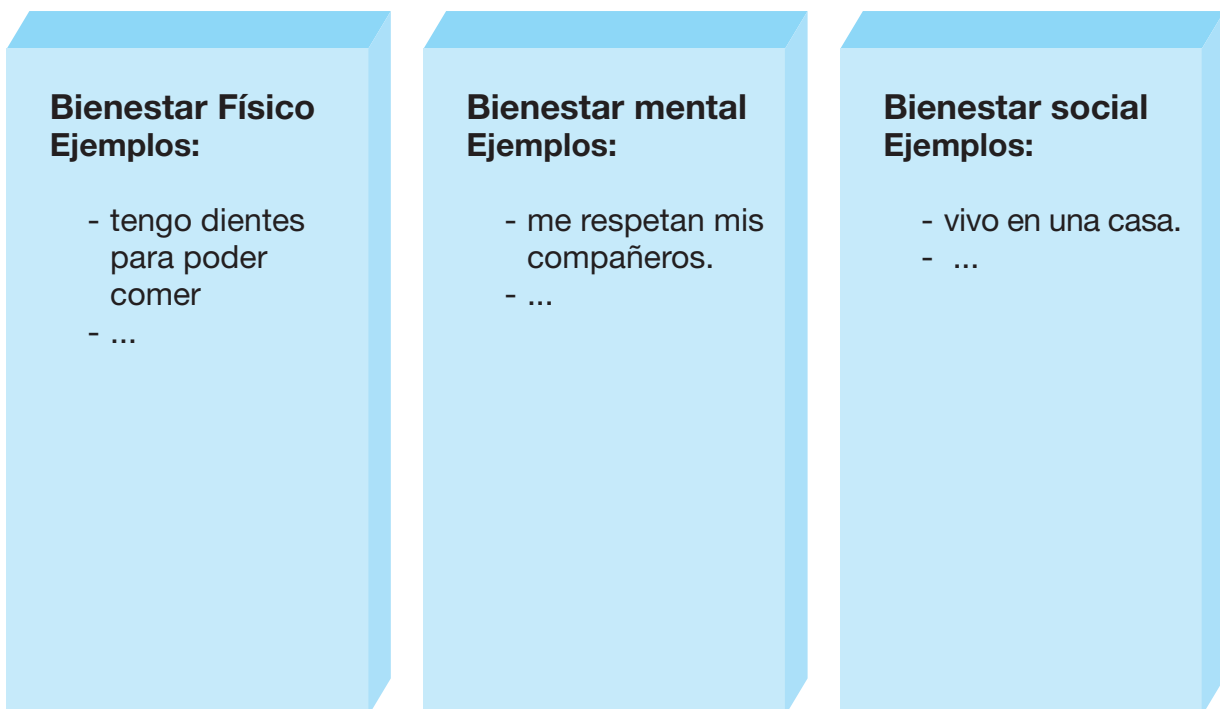 Bienestar Físico
Ejemplos:
- tengo dientes
para poder
comer
- ...
Bienestar mental
Ejemplos:
- me respetan mis
compañeros.
- ...
Bienestar social
Ejemplos:
- vivo en una casa.
- ...